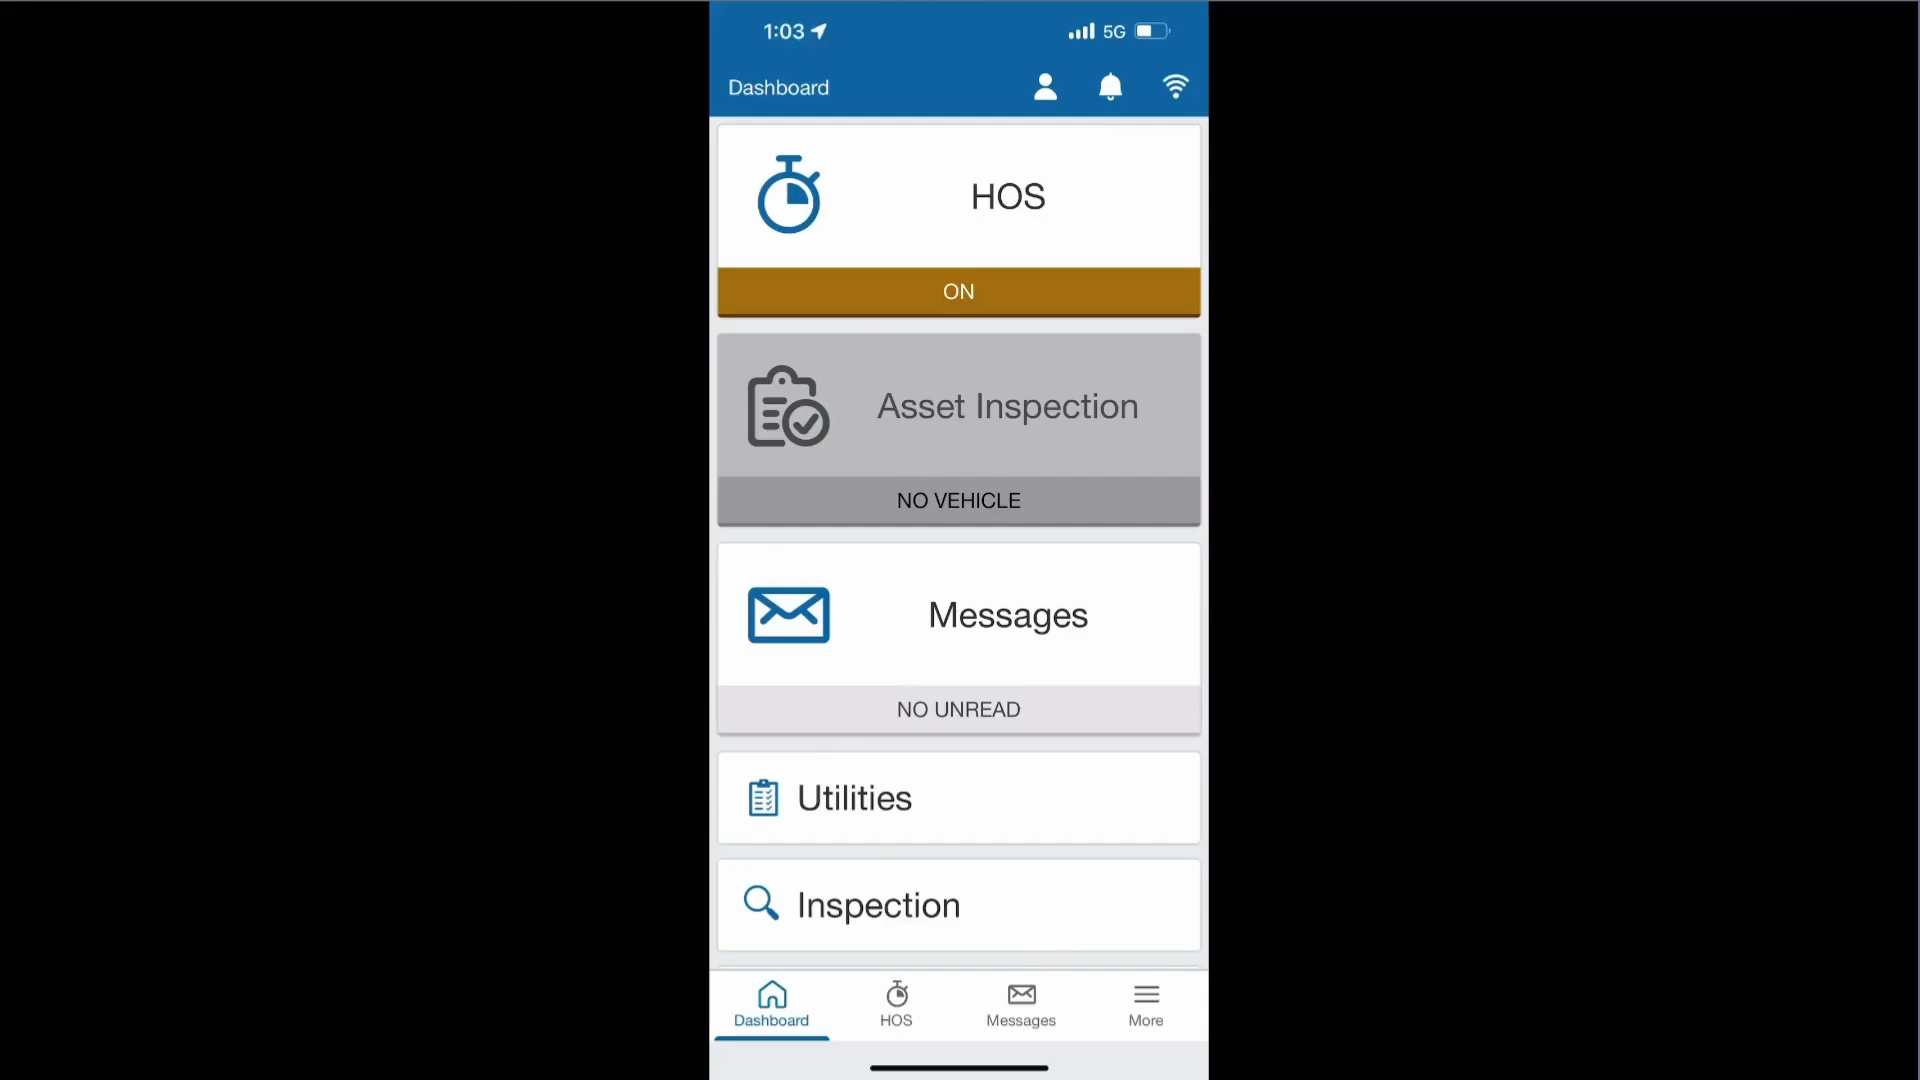 1:03
5G
Dashboard
HOS
ON
Asset Inspection
NO VEHICLE
Messages
NO UNREAD
Utilities
Inspection
Dashboard
HOS
Messages
More